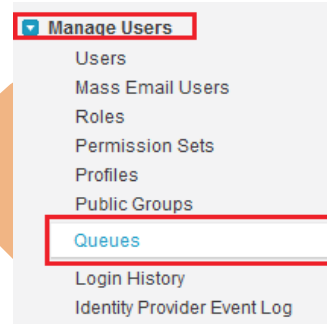 Manage Users
Users
Mass Email Users
Roles
Permission Sets
Profiles
Public Groups
Queues
Login History
Identity Provider Event Log